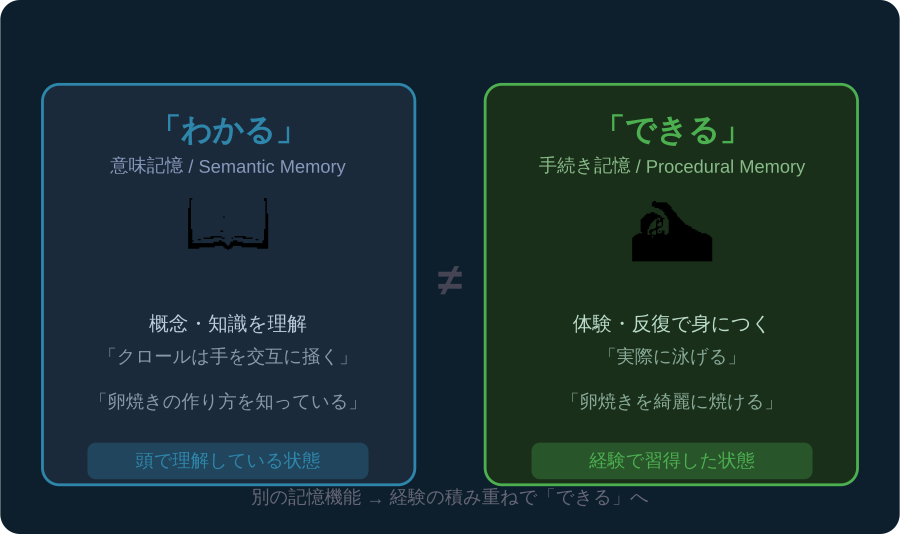 「わかる」
意味記憶 / Semantic Memory
概念・知識を理解
「クロールは手を交互に掻く」
「卵焼きの作り方を知っている」
頭で理解している状態
≠
「できる」
手続き記憶 / Procedural Memory
体験・反復で身につく
「実際に泳げる」
「卵焼きを綺麗に焼ける」
経験で習得した状態
別の記憶機能 → 経験の積み重ねで「できる」へ